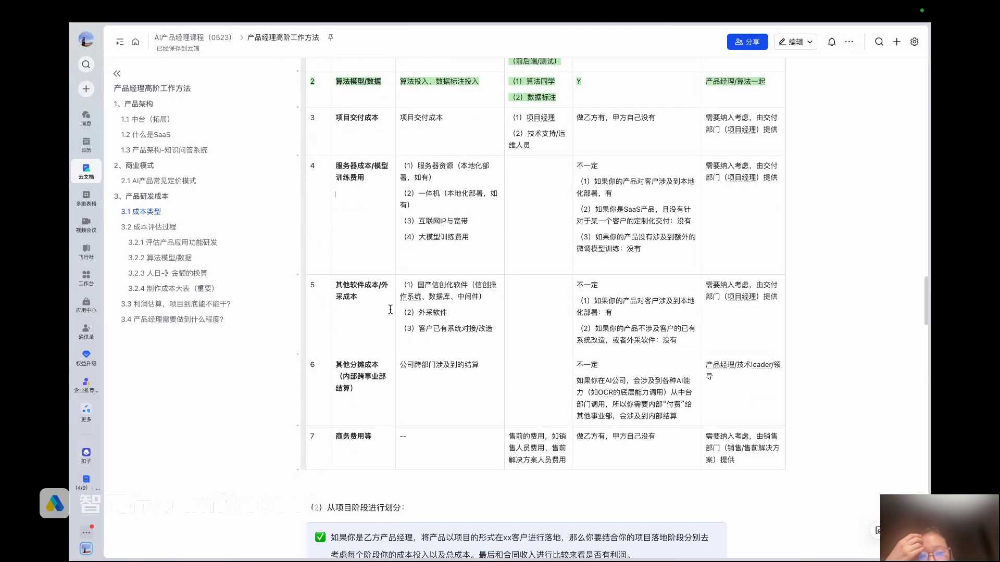 AI产品经理课程（0523） > 产品经理高阶工作方法
已经保存到云端
分享
编辑
消息
25
日历
云文档
多维表格
视频会议
飞行社
工作台
应用中心
通讯录
权益升级
企业推荐...
更多
扣子
(4/9) : ...
产品经理高阶工作方法
1、产品架构
1.1 中台（拓展）
1.2 什么是SaaS
1.3 产品架构-知识问答系统
2、商业模式
2.1 AI产品常见定价模式
3、产品研发成本
3.1 成本类型
3.2 成本评估过程
3.2.1 评估产品应用功能研发
3.2.2 算法模型/数据
3.2.3 人日-》金额的换算
3.2.4 制作成本大表（重要）
3.3 利润估算，项目到底能不能干?
3.4 产品经理需要做到什么程度?
（前后端/测试）
2
算法模型/数据
算法投入、数据标注投入
（1）算法同学
（2）数据标注
Y
产品经理/算法一起
3
项目交付成本
项目交付成本
（1）项目经理
（2）技术支持/运
维人员
做乙方有，甲方自己没有
需要纳入考虑，由交付
部门（项目经理）提供
4
服务器成本/模型
训练费用
（1）服务器资源（本地化部
署，如有）
（2）一体机（本地化部署，如
有）
（3）互联网IP与宽带
（4）大模型训练费用
不一定
（1）如果你的产品对客户涉及到本地
化部署，有
（2）如果你是SaaS产品，且没有针
对于某一个客户的定制化交付：没有
（3）如果你的产品没有涉及到额外的
微调模型训练：没有
需要纳入考虑，由交付
部门（项目经理）提供
5
其他软件成本/外
采成本
（1）国产信创化软件（信创操
作系统、数据库、中间件）
（2）外采软件
（3）客户已有系统对接/改造
不一定
（1）如果你的产品对客户涉及到本地
化部署：有
（2）如果你的产品不涉及客户的已有
系统改造，或者外采软件：没有
需要纳入考虑，由交付
部门（项目经理）提供
6
其他分摊成本
（内部跨事业部
结算）
公司跨部门涉及到的结算
不一定
如果你在AI公司，会涉及到各种AI能
力（如OCR的底层能力调用）从中台
部门调用，所以你需要内部“付费”给
其他事业部，会涉及到内部结算
产品经理/技术leader/领
导
7
商务费用等
--
售前的费用，如销
售人员费用、售前
解决方案人员费用
做乙方有，甲方自己没有
需要纳入考虑，由销售
部门（销售/售前解决方
案）提供
（2）从项目阶段进行划分：
如果你是乙方产品经理，将产品以项目的形式在xx客户进行落地，那么你要结合你的项目落地阶段分别去
考虑每个阶段你的成本投入以及总成本。最后和合同收入进行比较来看是否有利润。
智